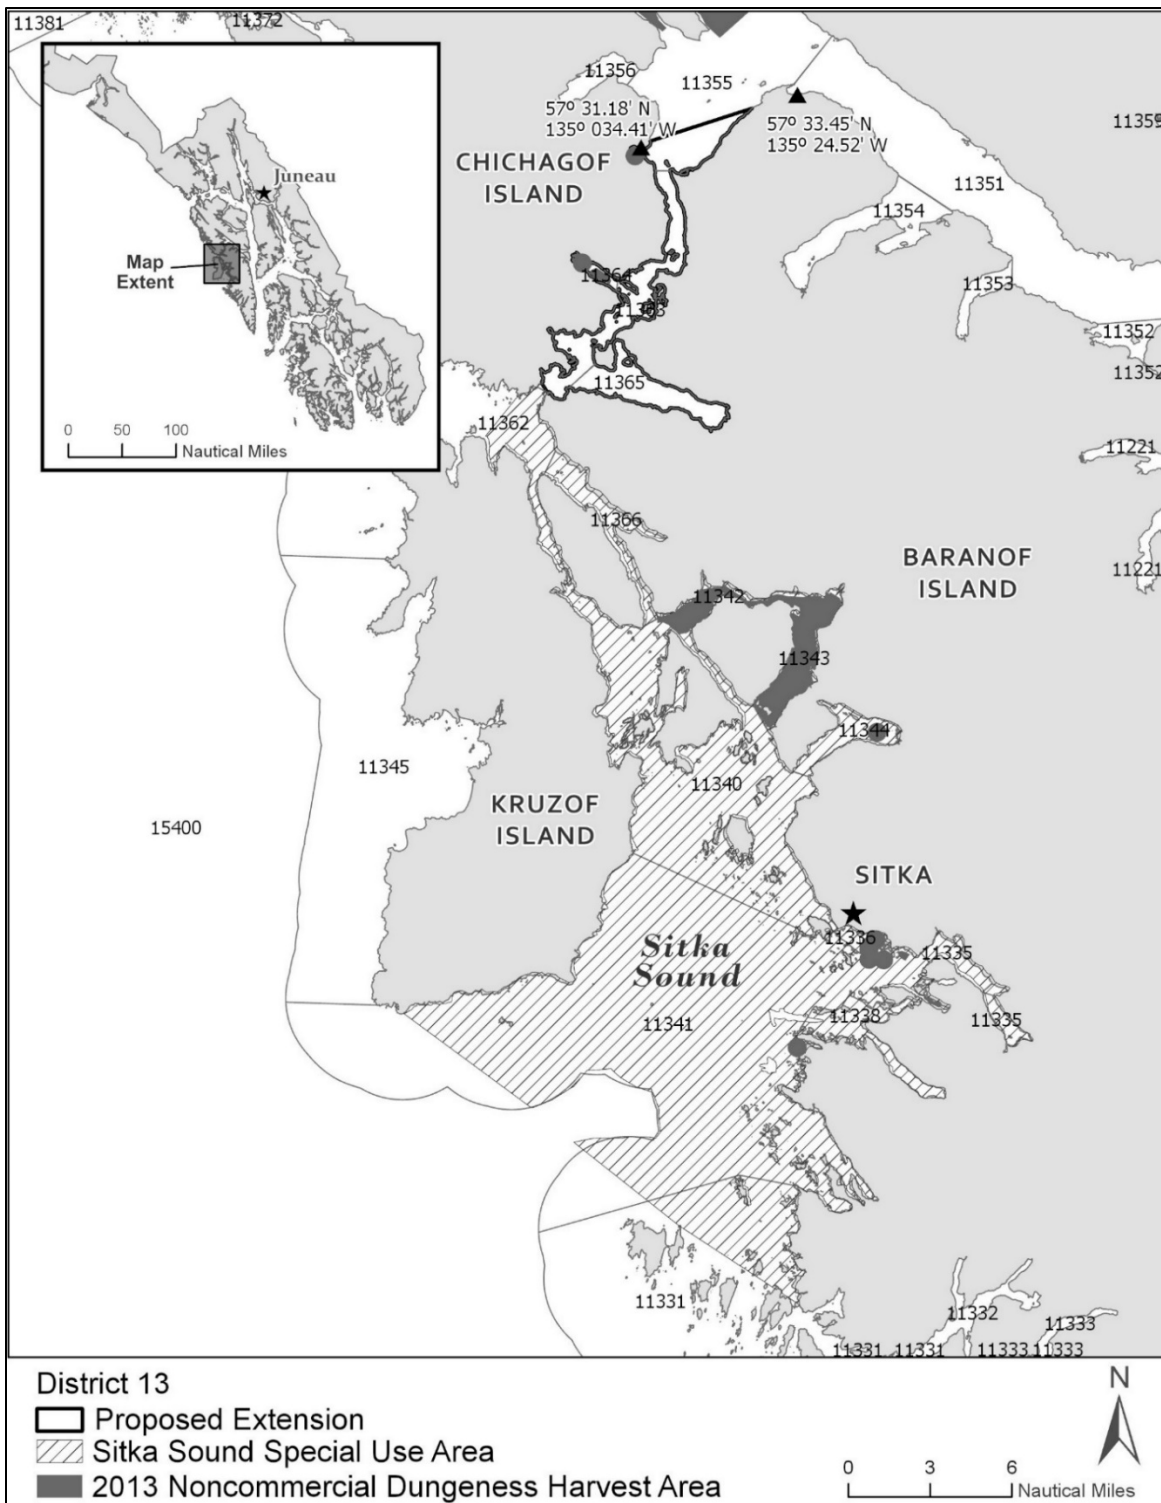 11381
11372
11356
11355
57º 31.18' N
135º 034.41' W
57º 33.45' N
135º 24.52' W
11359
CHICHAGOF
ISLAND
11351
11354
11364
11353
11363
11352
11352
11365
11362
11221
11366
11221
BARANOF
ISLAND
11342
11343
11344
11345
11340
KRUZOF
ISLAND
15400
SITKA
11336
11335
Sitka
Sound
11341
11338
11335
11331
11332
11333
11331
11331
11333
11333
Juneau
Map
Extent
0 50 100
Nautical Miles
District 13
Proposed Extension
Sitka Sound Special Use Area
2013 Noncommercial Dungeness Harvest Area
N
0 3 6
Nautical Miles